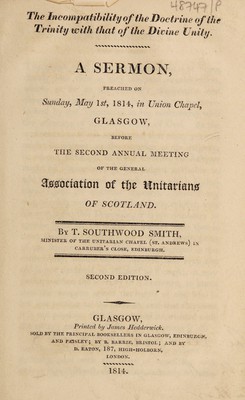 48747/P
The Incompatibility of the Doctrine of the
Trinity with that of the Divine Unity.
A SERMON,
PREACHED ON
Sunday, May 1st, 1814, in Union Chapel,
GLASGOW,
BEFORE
THE SECOND ANNUAL MEETING
OF THE GENERAL
Association of the Unitarians
OF SCOTLAND.
By T. SOUTHWOOD SMITH,
MINISTER OF THE UNITARIAN CHAPEL (ST. ANDREWS) IN
CARRUBER'S CLOSE, EDINBURGH.
SECOND EDITION.
GLASGOW,
Printed by James Hedderwick.
SOLD BY THE PRINCIPAL BOOKSELLERS IN GLASGOW, EDINBURGH,
AND PAISLEY; BY B. BARRIE, BRISTOL; AND BY
D. EATON, 187, HIGH-HOLBORN,
LONDON.
1814.